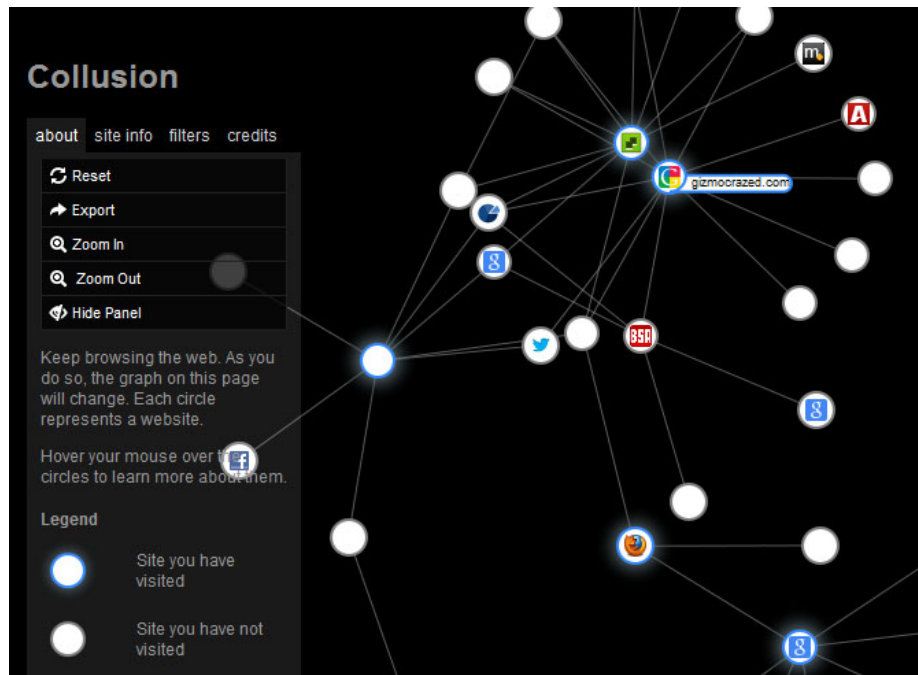 Collusion
about site info filters credits
Reset
Export
Zoom In
Zoom Out
Hide Panel
Keep browsing the web. As you
do so, the graph on this page
will change. Each circle
represents a website.
Hover your mouse over the
circles to learn more about them.
Legend
Site you have
visited
Site you have not
visited
m
A
G
gizmocrazed.com
g
BSA
g
f
g